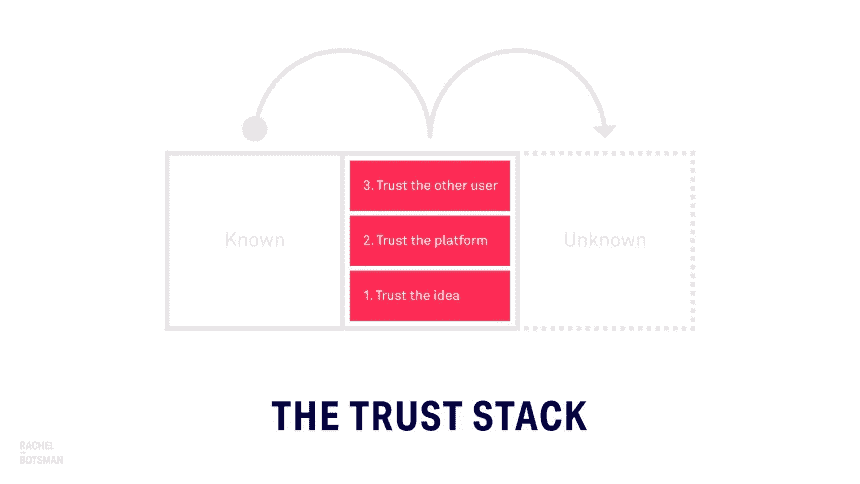 Known
3. Trust the other user
2. Trust the platform
1. Trust the idea
Unknown
THE TRUST STACK
RACHEL
BOTSMAN